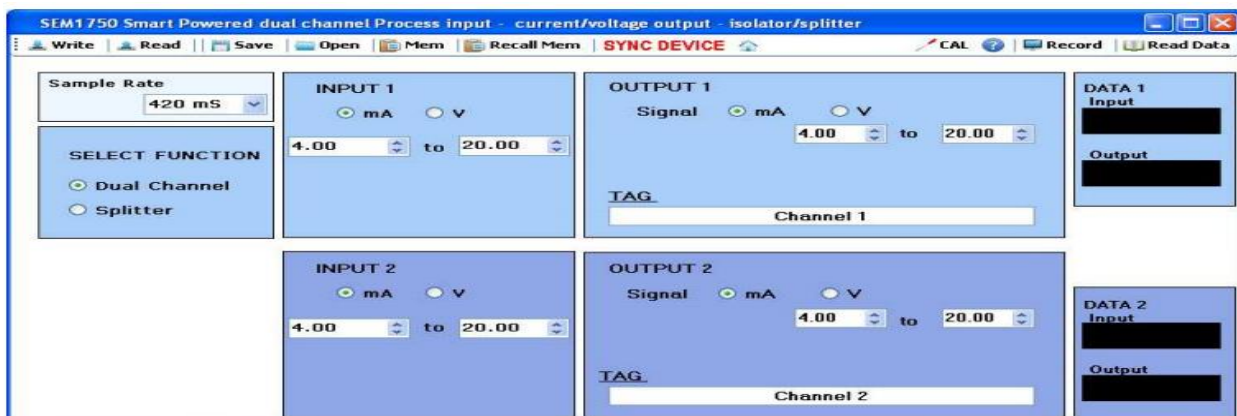 SEM1750 Smart Powered dual channel Process input - current/voltage output - isolator/splitter
Write Read Save Open Mem Recall Mem SYNC DEVICE CAL ? Record Read Data
Sample Rate
420 mS
SELECT FUNCTION
Dual Channel
Splitter
INPUT 1
mA V
4.00 to 20.00
OUTPUT 1
Signal mA V
4.00 to 20.00
TAG
Channel 1
DATA 1
Input
Output
INPUT 2
mA V
4.00 to 20.00
OUTPUT 2
Signal mA V
4.00 to 20.00
TAG
Channel 2
DATA 2
Input
Output